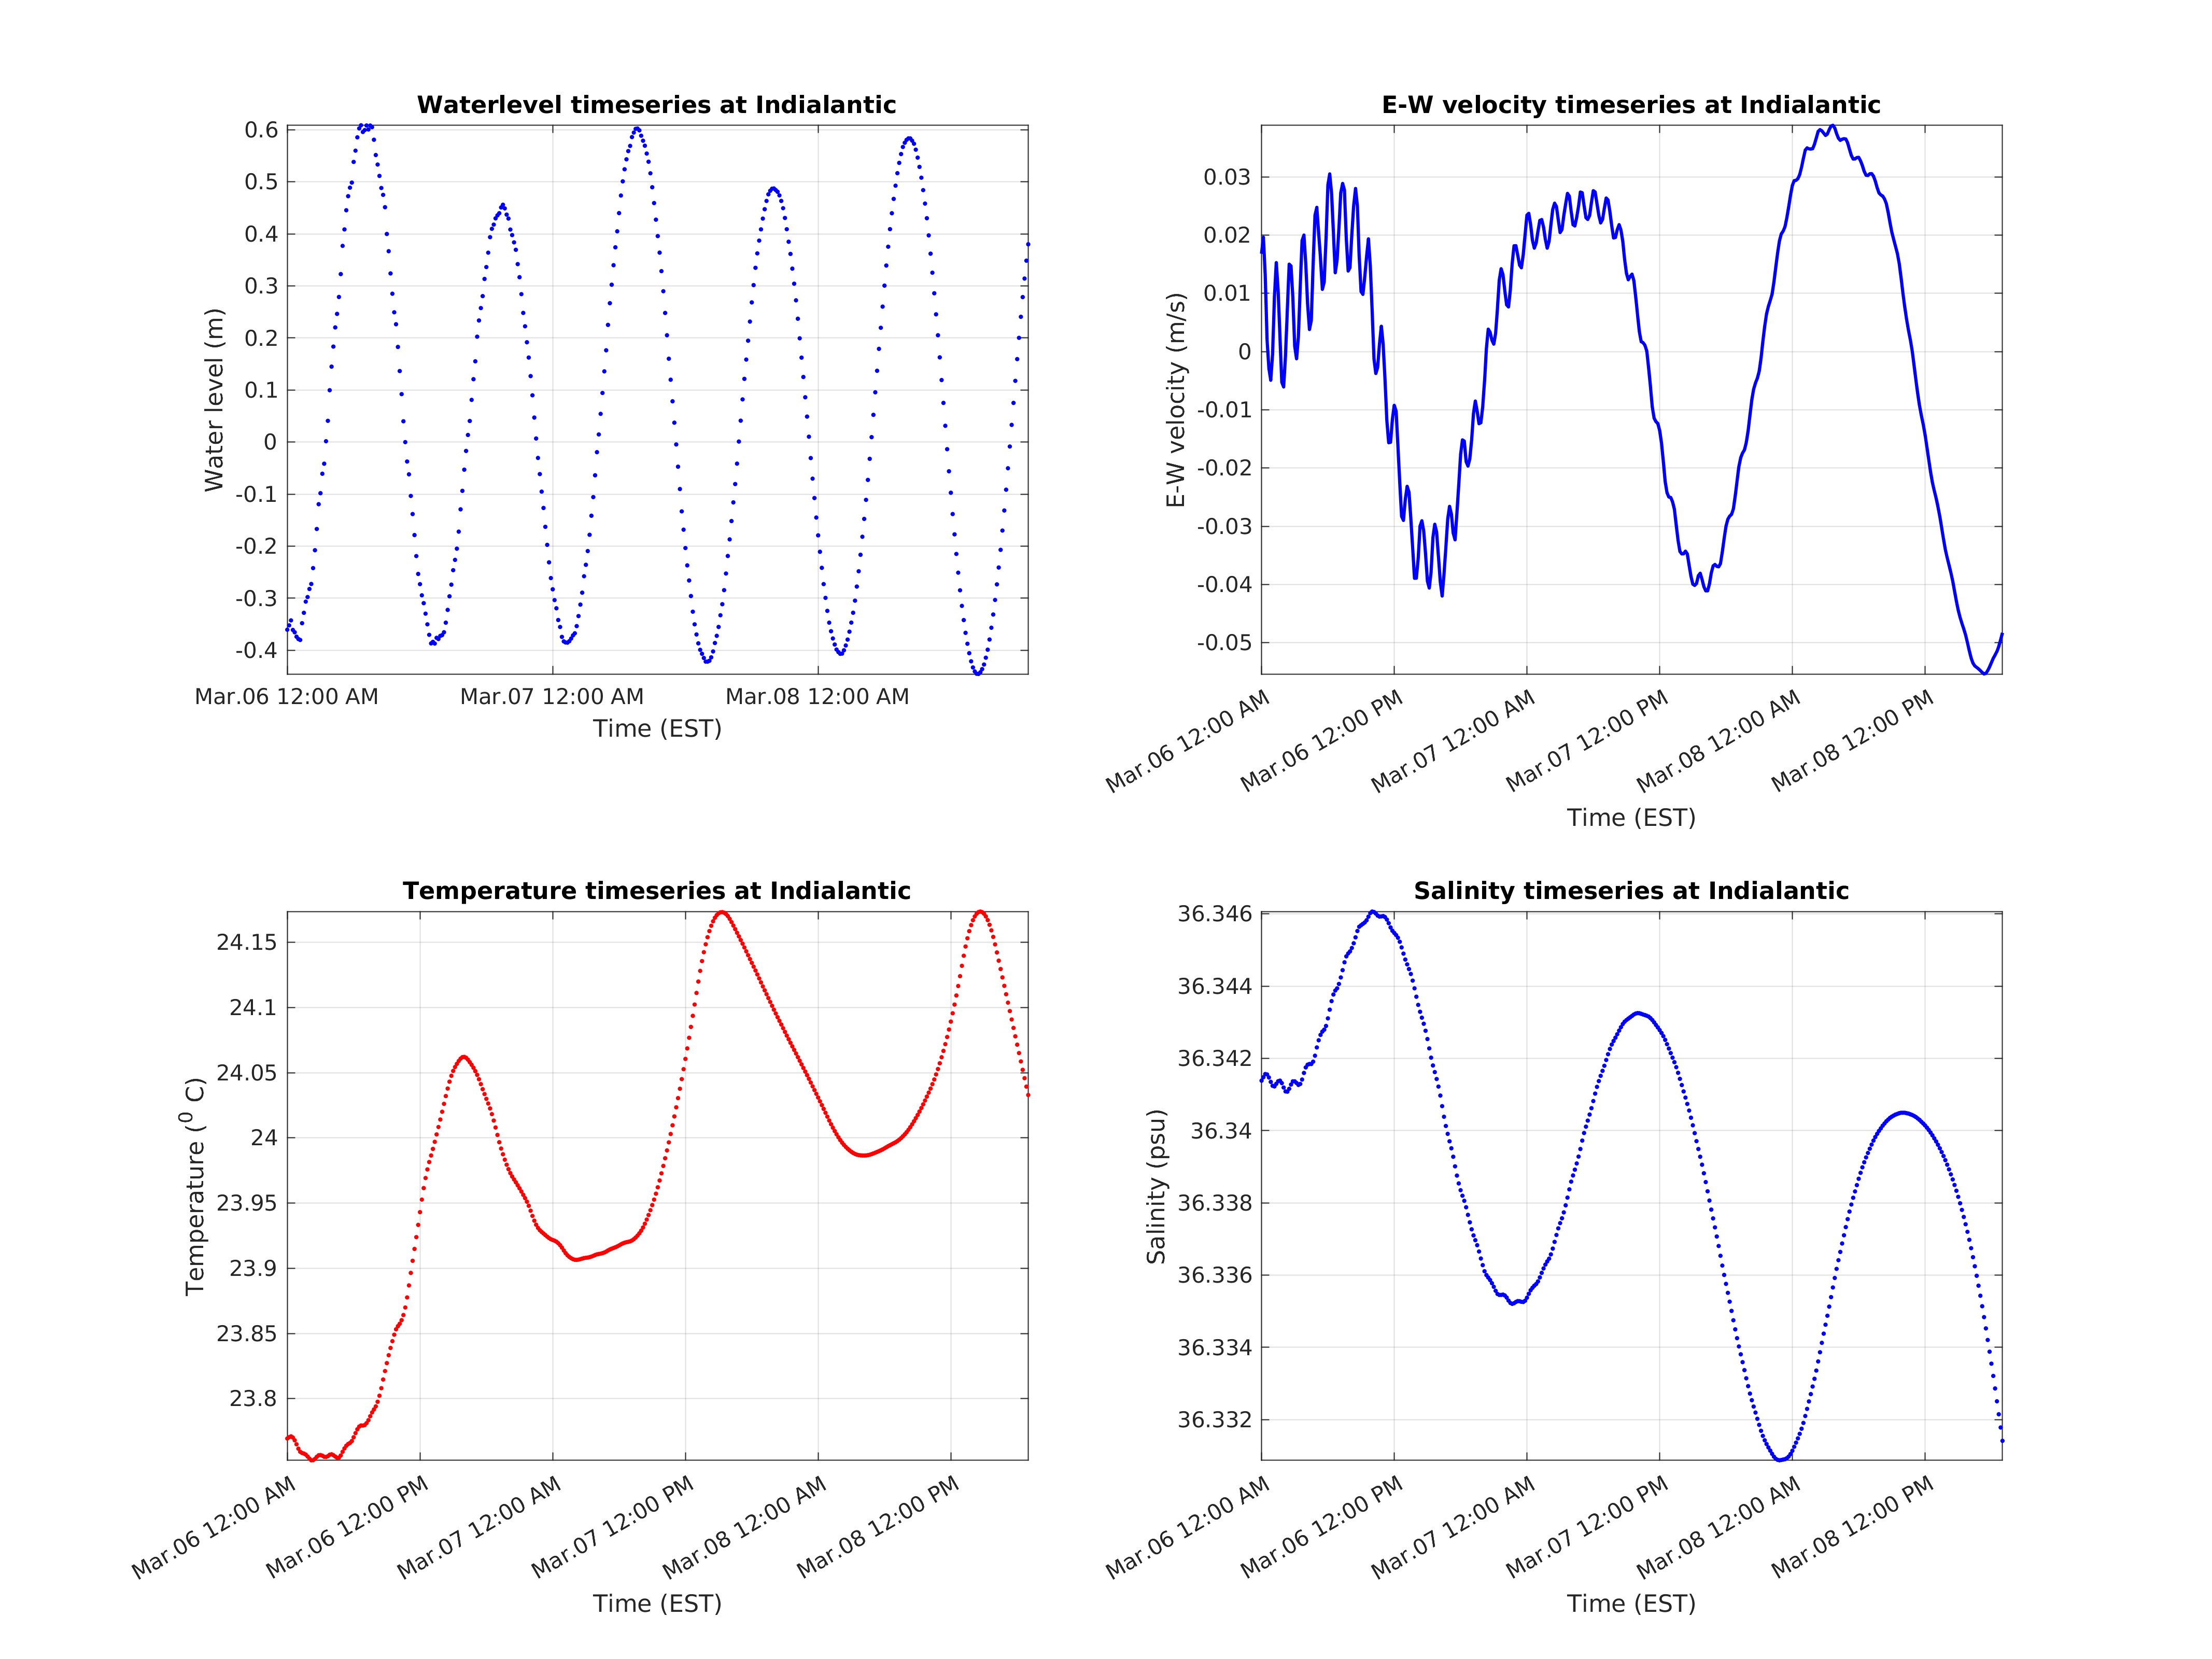 Waterlevel timeseries at Indialantic
0.6
0.5
0.4
0.3
0.2
0.1
0
-0.1
-0.2
-0.3
-0.4
Water level (m)
Mar.06 12:00 AM
Mar.07 12:00 AM
Mar.08 12:00 AM
Time (EST)
E-W velocity timeseries at Indialantic
0.03
0.02
0.01
0
-0.01
-0.02
-0.03
-0.04
-0.05
E-W velocity (m/s)
Mar.06 12:00 AM
Mar.06 12:00 PM
Mar.07 12:00 AM
Mar.07 12:00 PM
Mar.08 12:00 AM
Mar.08 12:00 PM
Time (EST)
Temperature timeseries at Indialantic
24.15
24.1
24.05
24
23.95
23.9
23.85
23.8
Temperature (⁰ C)
Mar.06 12:00 AM
Mar.06 12:00 PM
Mar.07 12:00 AM
Mar.07 12:00 PM
Mar.08 12:00 AM
Mar.08 12:00 PM
Time (EST)
Salinity timeseries at Indialantic
36.346
36.344
36.342
36.34
36.338
36.336
36.334
36.332
Salinity (psu)
Mar.06 12:00 AM
Mar.06 12:00 PM
Mar.07 12:00 AM
Mar.07 12:00 PM
Mar.08 12:00 AM
Mar.08 12:00 PM
Time (EST)